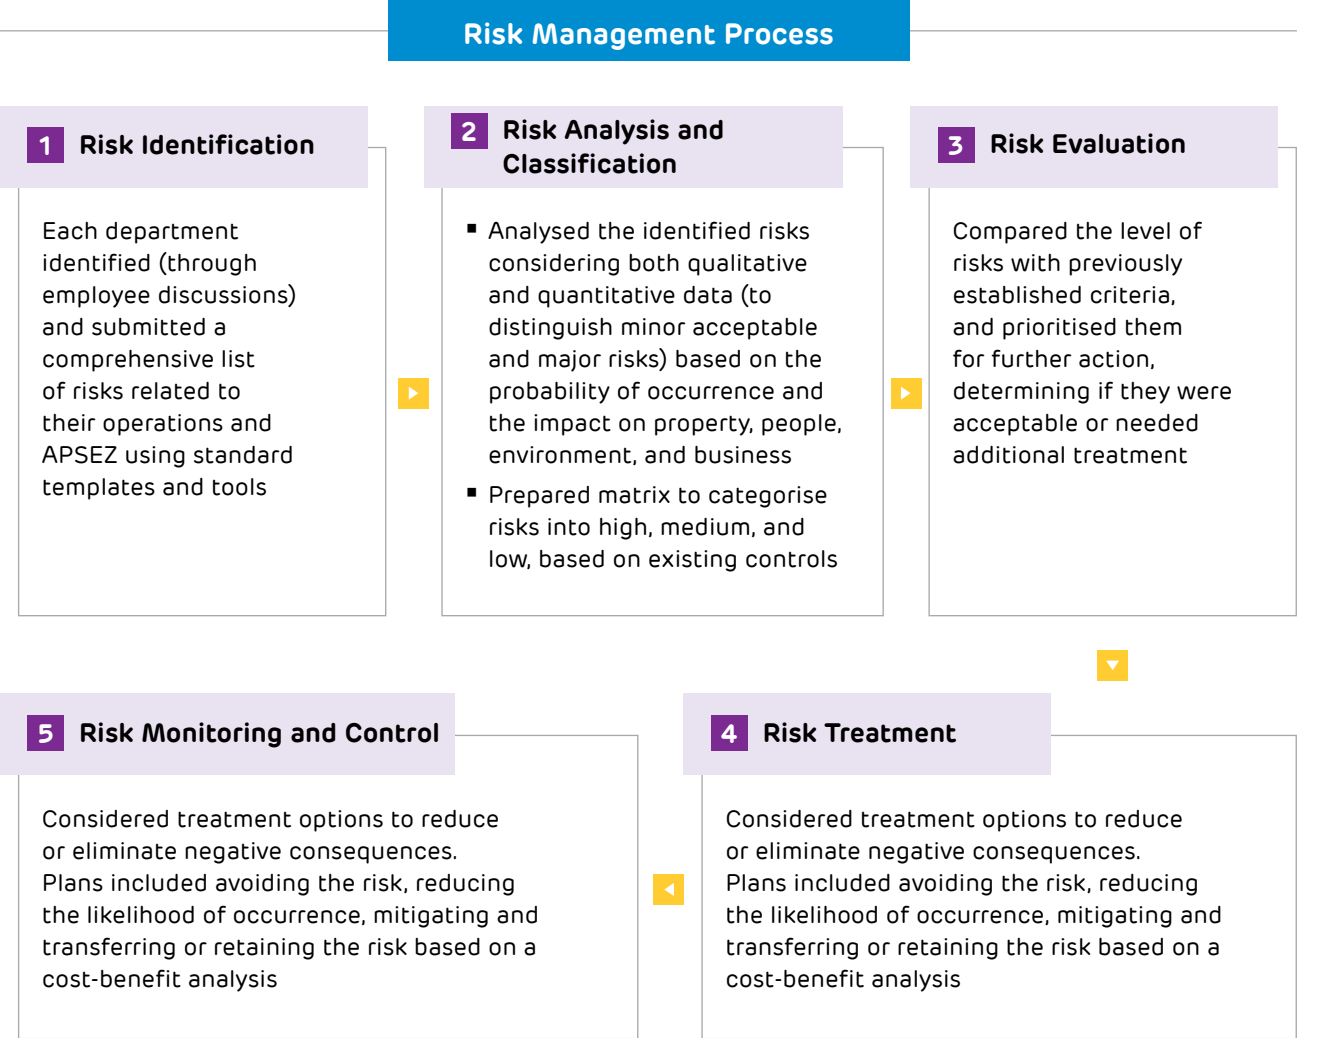 Risk Management Process
1 Risk Identification
Each department
identified (through
employee discussions)
and submitted a
comprehensive list
of risks related to
their operations and
APSEZ using standard
templates and tools
2 Risk Analysis and
Classification
▪ Analysed the identified risks
considering both qualitative
and quantitative data (to
distinguish minor acceptable
and major risks) based on the
probability of occurrence and
the impact on property, people,
environment, and business
▪ Prepared matrix to categorise
risks into high, medium, and
low, based on existing controls
3 Risk Evaluation
Compared the level of
risks with previously
established criteria,
and prioritised them
for further action,
determining if they were
acceptable or needed
additional treatment
4 Risk Treatment
Considered treatment options to reduce
or eliminate negative consequences.
Plans included avoiding the risk, reducing
the likelihood of occurrence, mitigating and
transferring or retaining the risk based on a
cost-benefit analysis
5 Risk Monitoring and Control
Considered treatment options to reduce
or eliminate negative consequences.
Plans included avoiding the risk, reducing
the likelihood of occurrence, mitigating and
transferring or retaining the risk based on a
cost-benefit analysis